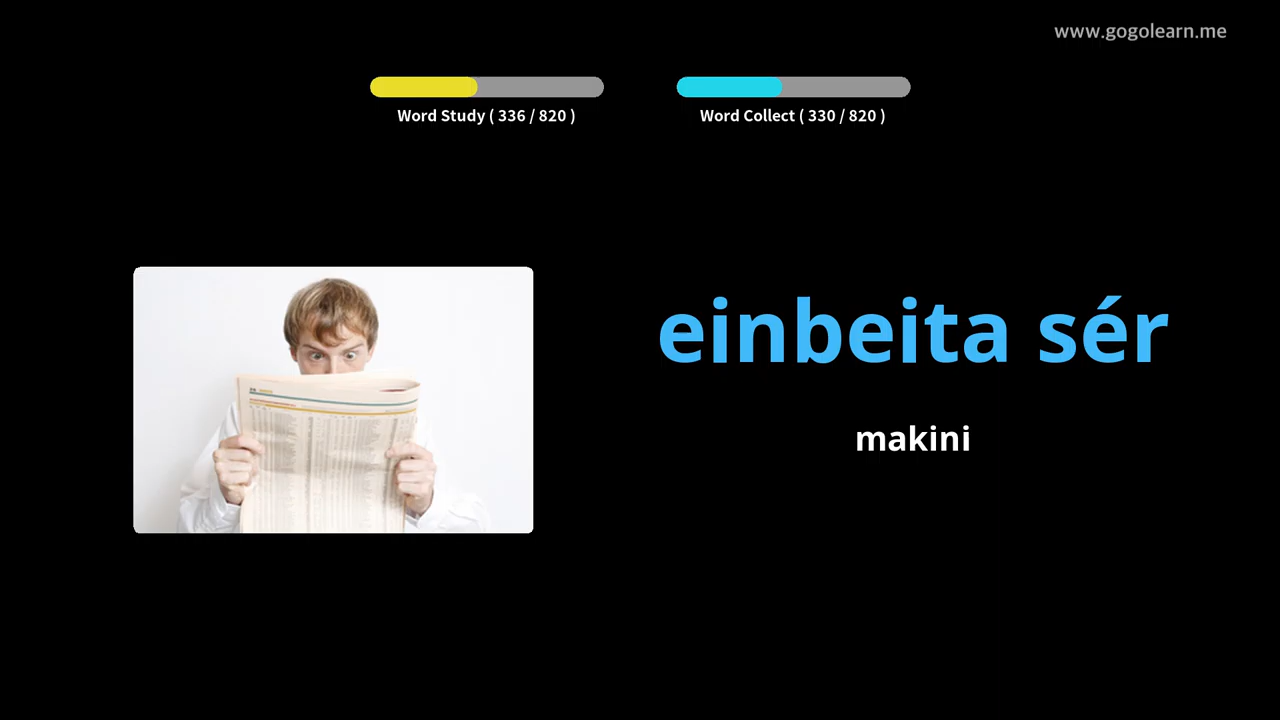 www.gogolearn.me
Word Study ( 336 / 820 )
Word Collect ( 330 / 820 )
einbeita sér
makini